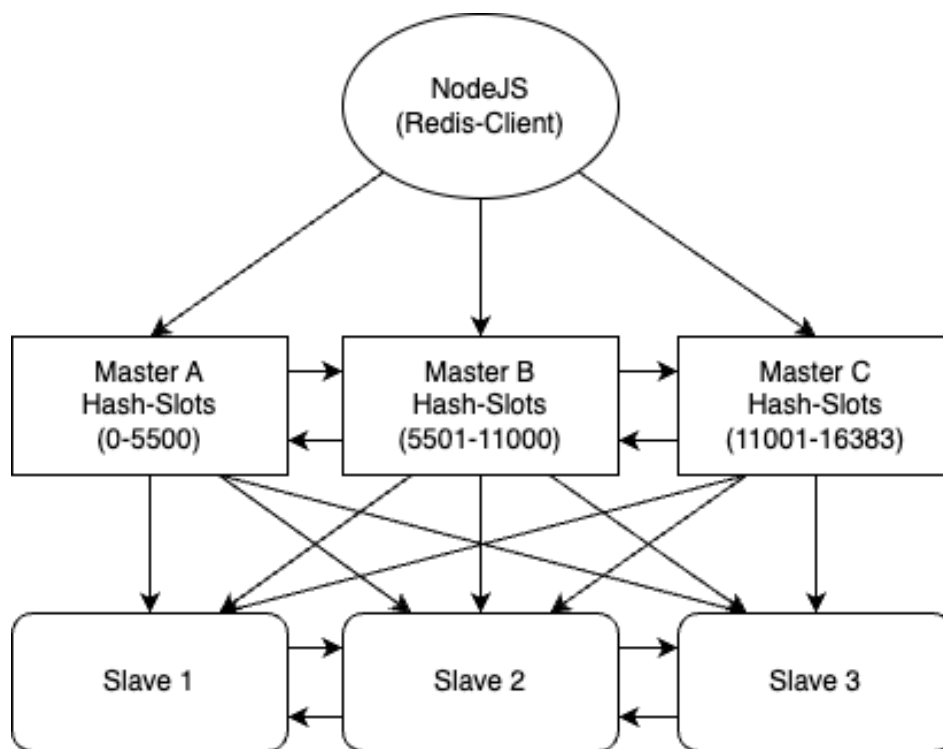 NodeJS
(Redis-Client)
Master A
Hash-Slots
(0-5500)
Master B
Hash-Slots
(5501-11000)
Master C
Hash-Slots
(11001-16383)
Slave 1
Slave 2
Slave 3